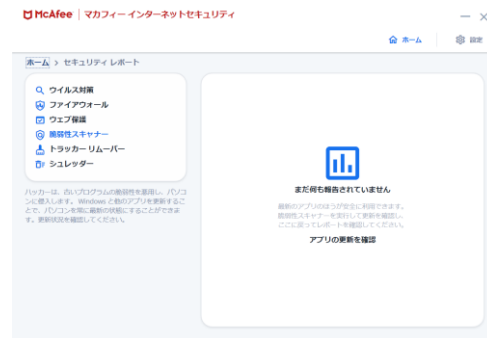 McAfee | マカフィー インターネットセキュリティ
ホーム
設定
ホーム > セキュリティ レポート
ウイルス対策
ファイアウォール
ウェブ保護
脆弱性スキャナー
トラッカー リムーバー
シュレッダー
ハッカーは、古いプログラムの脆弱性を悪用し、パソコ
ンに侵入します。Windows と他のアプリを更新するこ
とで、パソコンを常に最新の状態にすることができま
す。更新状況を確認してください。
まだ何も報告されていません
最新のアプリのほうが安全に利用できます。
脆弱性スキャナーを実行して更新を確認し、
ここに戻ってレポートを確認してください。
アプリの更新を確認